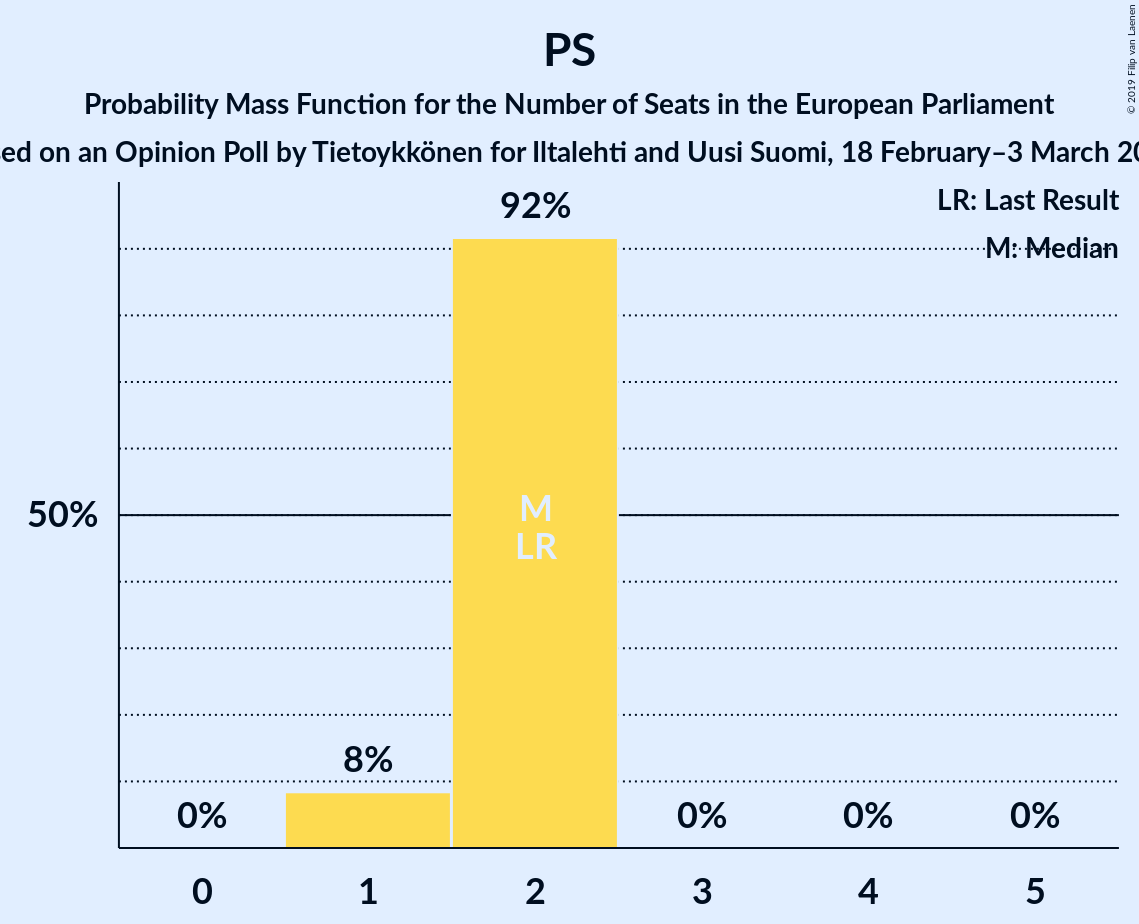 PS
Probability Mass Function for the Number of Seats in the European Parliament
on an Opinion Poll by Tietoykkönen for Iltalehti and Uusi Suomi, 18 February–3 March
© 2019 Filip van Laenen
LR: Last Result
M: Median
92%
50%
M
LR
8%
0%
0%
0%
0%
0
1
2
3
4
5